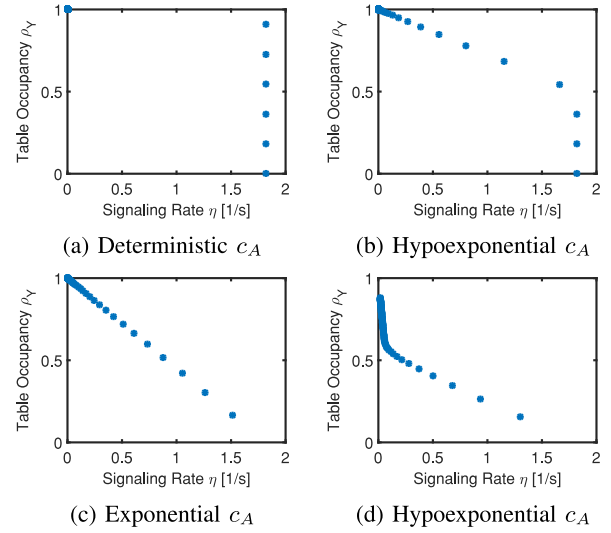 1
0.5
0
Table Occupancy ρY
0 0.5 1 1.5 2
Signaling Rate η [1/s]
(a) Deterministic cA
1
0.5
0
Table Occupancy ρY
0 0.5 1 1.5 2
Signaling Rate η [1/s]
(b) Hypoexponential cA
1
0.5
0
Table Occupancy ρY
0 0.5 1 1.5 2
Signaling Rate η [1/s]
(c) Exponential cA
1
0.5
0
Table Occupancy ρY
0 0.5 1 1.5 2
Signaling Rate η [1/s]
(d) Hypoexponential cA